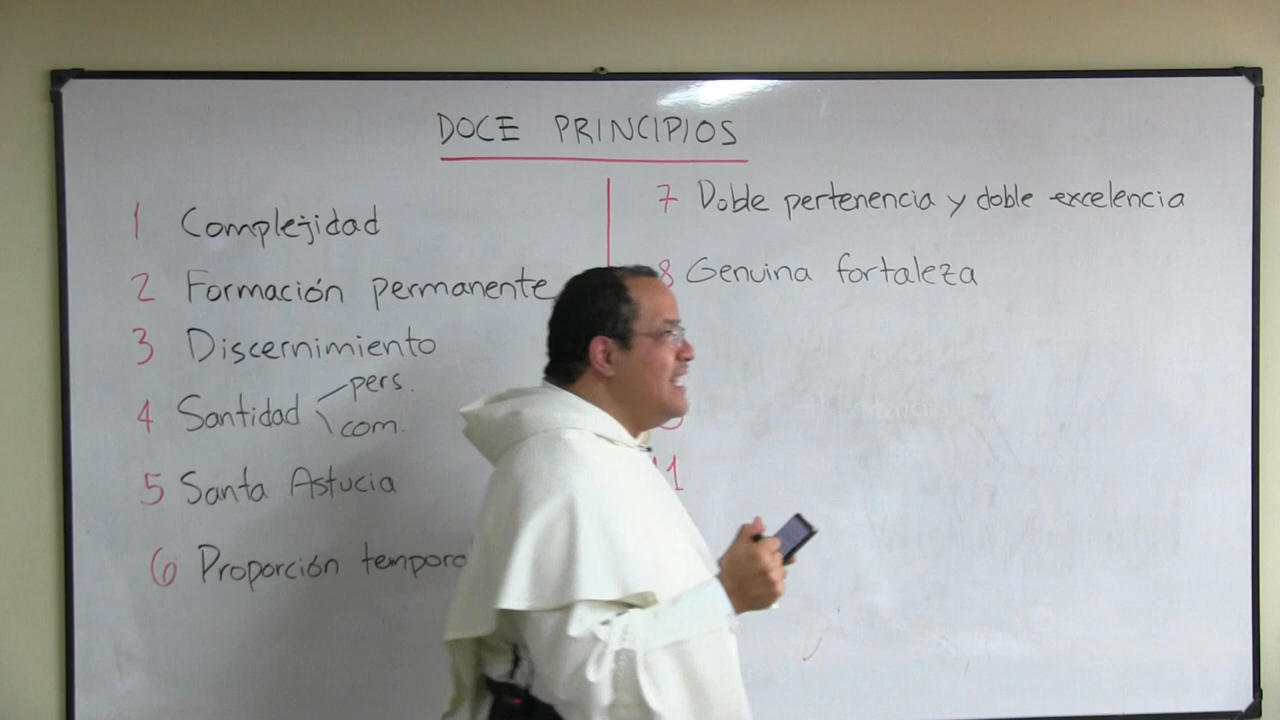 DOCE PRINCIPIOS
1 Complejidad
2 Formación permanente
3 Discernimiento
4 Santidad pers.
com.
5 Santa Astucia
6 Proporción
7 Doble pertenencia y doble excelencia
8 Genuina fortaleza
11